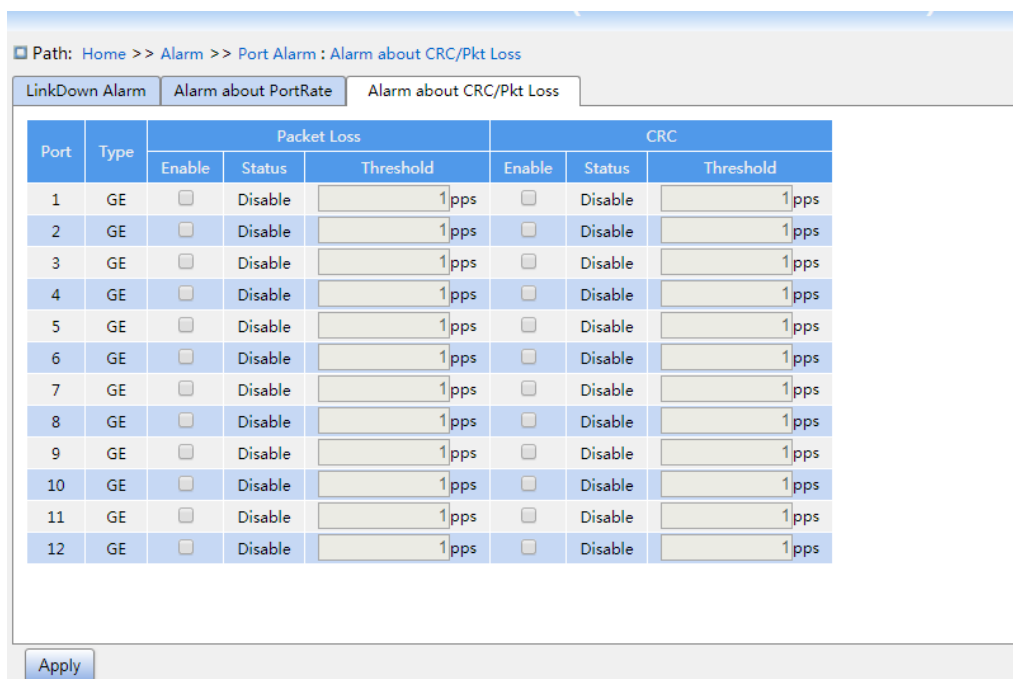 Path: Home >> Alarm >> Port Alarm : Alarm about CRC/Pkt Loss
LinkDown Alarm Alarm about PortRate Alarm about CRC/Pkt Loss
Port Type Packet Loss CRC
Enable Status Threshold Enable Status Threshold
1 GE Disable 1 pps Disable 1 pps
2 GE Disable 1 pps Disable 1 pps
3 GE Disable 1 pps Disable 1 pps
4 GE Disable 1 pps Disable 1 pps
5 GE Disable 1 pps Disable 1 pps
6 GE Disable 1 pps Disable 1 pps
7 GE Disable 1 pps Disable 1 pps
8 GE Disable 1 pps Disable 1 pps
9 GE Disable 1 pps Disable 1 pps
10 GE Disable 1 pps Disable 1 pps
11 GE Disable 1 pps Disable 1 pps
12 GE Disable 1 pps Disable 1 pps
Apply